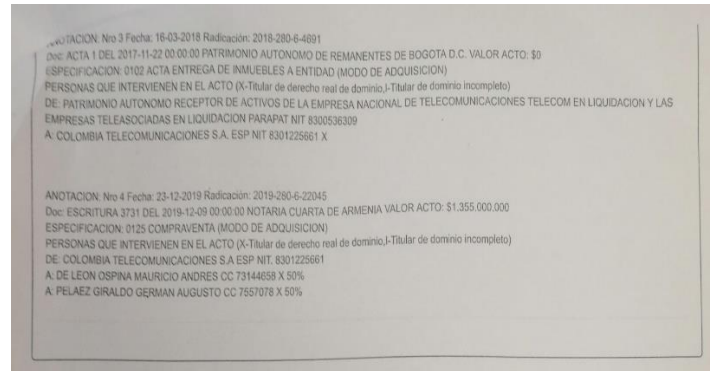 ANOTACION: Nro 3 Fecha: 16-03-2018 Radicación: 2018-280-6-4691
Doc: ACTA 1 DEL 2017-11-22 00:00:00 PATRIMONIO AUTONOMO DE REMANENTES DE BOGOTA D.C. VALOR ACTO: $0
ESPECIFICACION: 0102 ACTA ENTREGA DE INMUEBLES A ENTIDAD (MODO DE ADQUISICION)
PERSONAS QUE INTERVIENEN EN EL ACTO (X-Titular de derecho real de dominio,I-Titular de dominio incompleto)
DE: PATRIMONIO AUTONOMO RECEPTOR DE ACTIVOS DE LA EMPRESA NACIONAL DE TELECOMUNICACIONES TELECOM EN LIQUIDACION Y LAS
EMPRESAS TELEASOCIADAS EN LIQUIDACION PARAPAT NIT 8300536309
A: COLOMBIA TELECOMUNICACIONES S.A. ESP NIT 8301225661 X
ANOTACION: Nro 4 Fecha: 23-12-2019 Radicación: 2019-280-6-22045
Doc: ESCRITURA 3731 DEL 2019-12-09 00:00:00 NOTARIA CUARTA DE ARMENIA VALOR ACTO: $1.355.000.000
ESPECIFICACION: 0125 COMPRAVENTA (MODO DE ADQUISICION)
PERSONAS QUE INTERVIENEN EN EL ACTO (X-Titular de derecho real de dominio,I-Titular de dominio incompleto)
DE: COLOMBIA TELECOMUNICACIONES S.A ESP NIT. 8301225661
A: DE LEON OSPINA MAURICIO ANDRES CC 73144658 X 50%
A: PELAEZ GIRALDO GERMAN AUGUSTO CC 7557078 X 50%